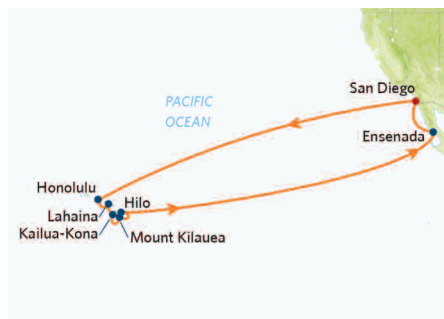 San Diego
PACIFIC
OCEAN
Ensenada
Honolulu
Hilo
Lahaina
Kailua-Kona
Mount Kilauea